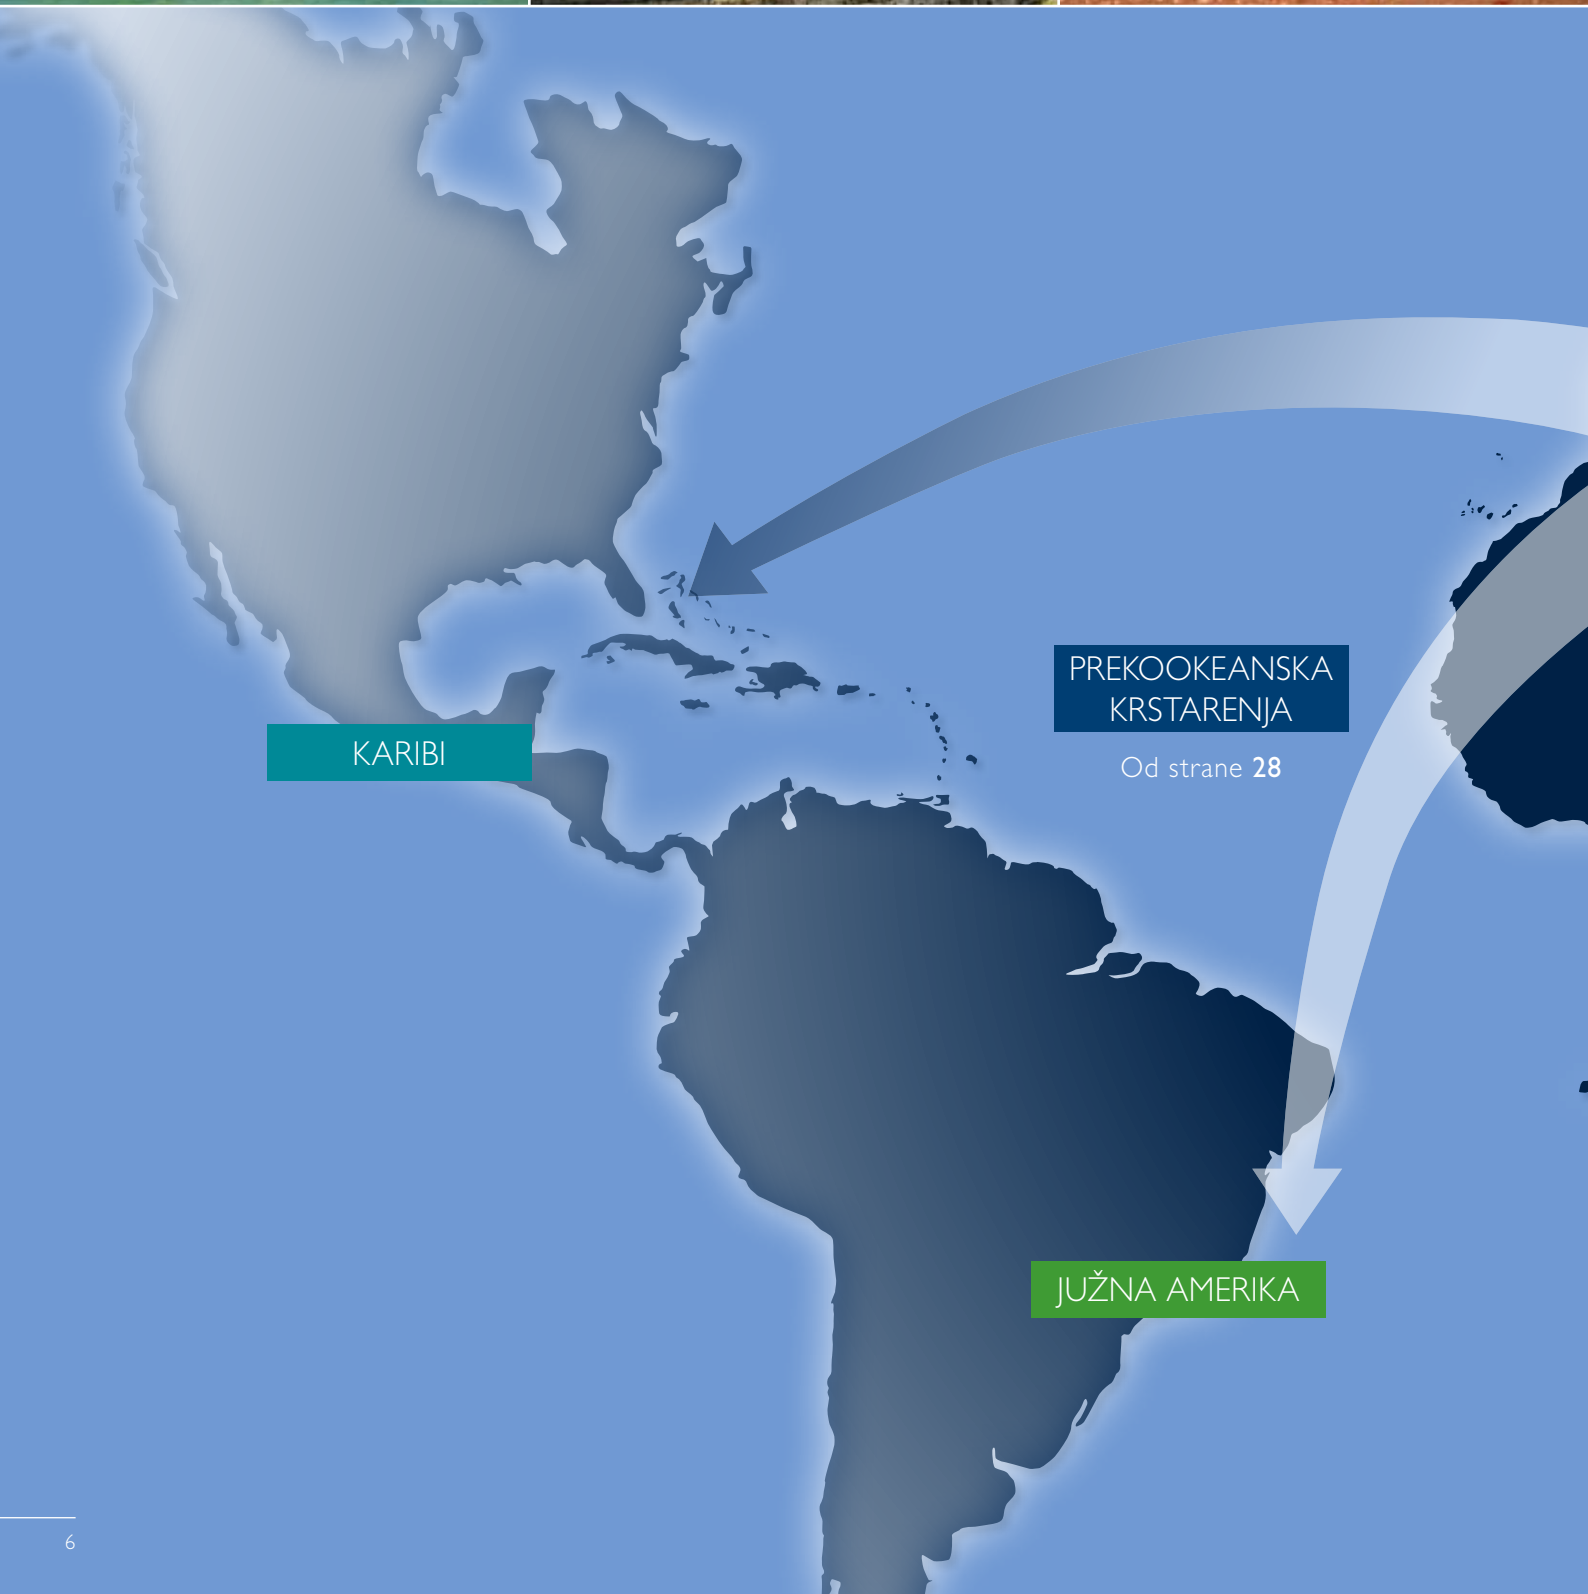 PREKOOKEANSKA
KRSTARENJA
Od strane 28
KARIBI
JUŽNA AMERIKA
6